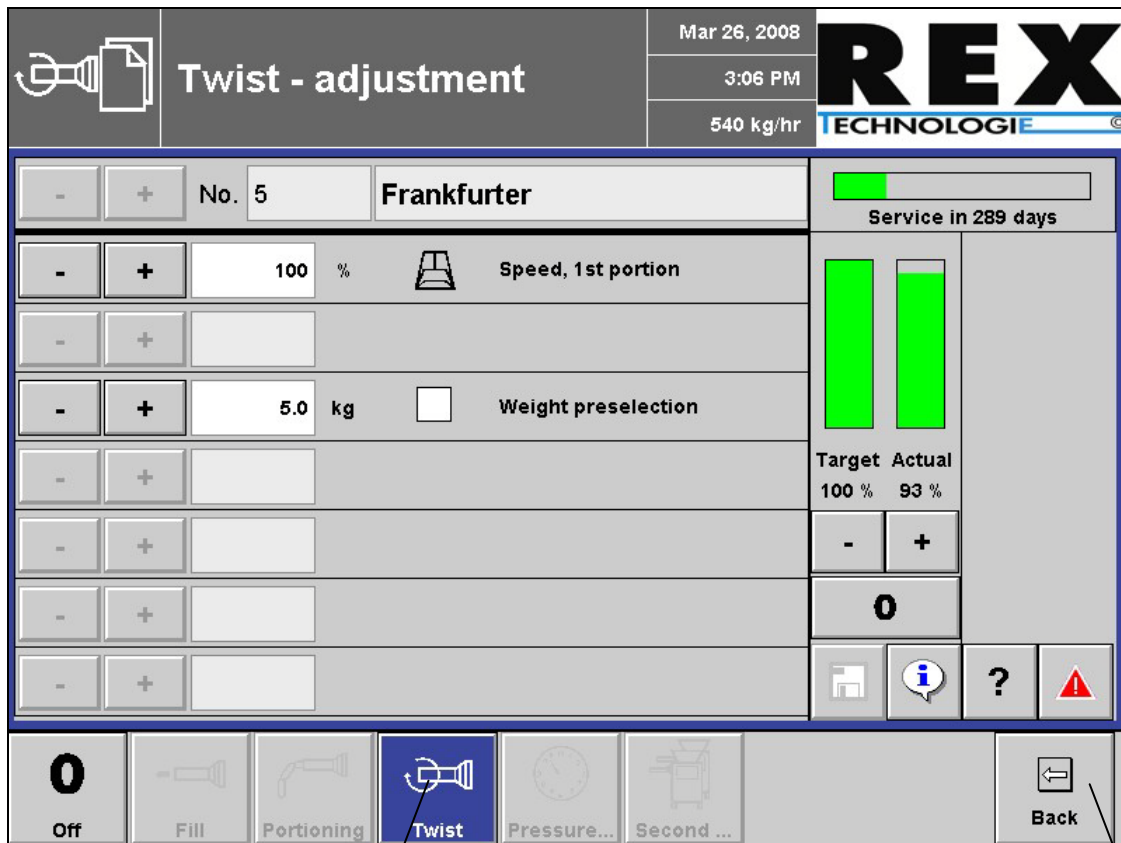 Twist - adjustment
Mar 26, 2008
3:06 PM
540 kg/hr
REX
TECHNOLOGIE ©
- + No. 5 Frankfurter
Service in 289 days
- + 100 % Speed, 1st portion
- +
- + 5.0 kg Weight preselection
- +
Target Actual
100 % 93 %
- +
- +
- +
0
- +
i ? !
0
Off
Fill
Portioning
Twist
Pressure...
Second ...
Back